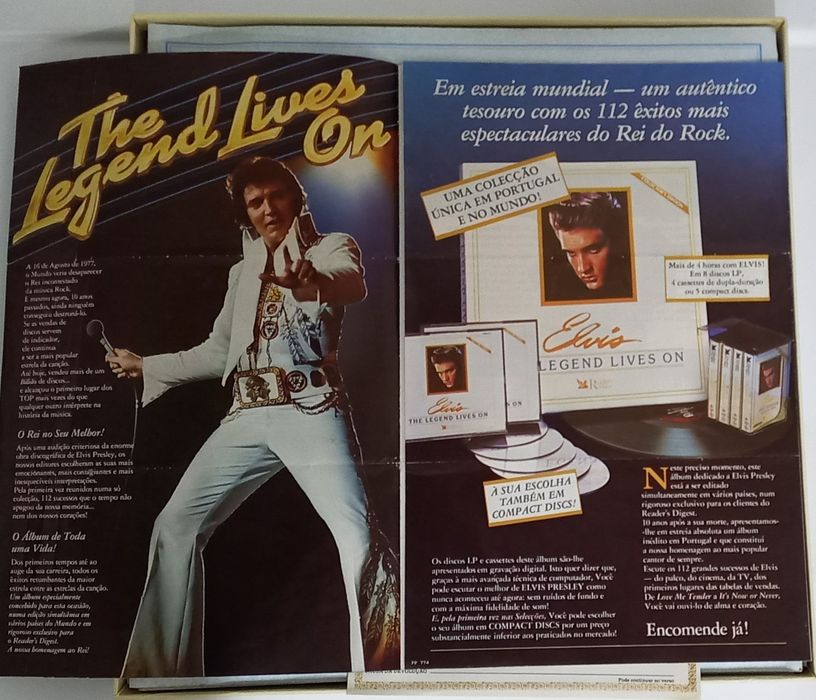 The
Legend Lives
On
A 16 de Agosto de 1977,
o Mundo veria desaparecer
o Rei incontestado
da música Rock.
E mesmo agora, 10 anos
passados, ainda ninguém
conseguiu destroná-lo.
Se as vendas de
discos servem
de indicador,
ele continua
a ser a mais popular
estrela da canção.
Até hoje, vendeu mais de um
Bilião de discos...
e alcançou o primeiro lugar dos
TOP mais vezes do que
qualquer outro intérprete na
história da música.
O Rei no Seu Melhor!
Após uma audição criteriosa da enorme
obra discográfica de Elvis Presley, os
nossos editores escolheram as suas mais
emocionantes, mais contagiantes e mais
inesquecíveis interpretações.
Pela primeira vez reunidos numa só
colecção, 112 sucessos que o tempo não
apagou da nossa memória...
nem dos nossos corações!
O Álbum de Toda
uma Vida!
Dos primeiros tempos até ao
auge da sua carreira, todos os
êxitos retumbantes da maior
estrela entre as estrelas da canção.
Um álbum especialmente
concebido para esta ocasião,
numa edição simultânea em
vários países do Mundo e em
rigoroso exclusivo para
o Reader's Digest.
A nossa homenagem ao Rei!
Em estreia mundial — um autêntico
tesouro com os 112 êxitos mais
espectaculares do Rei do Rock.
UMA COLECÇÃO
ÚNICA EM PORTUGAL
E NO MUNDO!
Mais de 4 horas com ELVIS!
Em 8 discos LP,
4 cassetes de dupla-duração
ou 5 compact discs.
Elvis
LEGEND LIVES ON
Reader's
Elvis
THE LEGEND LIVES ON
S ON
À SUA ESCOLHA
TAMBÉM EM
COMPACT DISCS!
Os discos LP e cassettes deste álbum são-lhe
apresentados em gravação digital. Isto quer dizer que,
graças à mais avançada técnica de computador, Você
pode escutar o melhor de ELVIS PRESLEY como
nunca aconteceu até agora: sem ruídos de fundo e
com a máxima fidelidade de som!
E, pela primeira vez nas Selecções, Você pode escolher
o seu álbum em COMPACT DISCS por um preço
substancialmente inferior aos praticados no mercado!
Neste preciso momento, este
álbum dedicado a Elvis Presley
está a ser editado
simultaneamente em vários países, num
rigoroso exclusivo para os clientes do
Reader's Digest.
10 anos após a sua morte, apresentamos-
-lhe em estreia absoluta um álbum
inédito em Portugal e que constitui
a nossa homenagem ao mais popular
cantor de sempre.
Escute os 112 grandes sucessos de Elvis
— do palco, do cinema, da TV, dos
primeiros lugares das tabelas de vendas.
De Love Me Tender a It's Now or Never,
Você vai ouvi-lo de alma e coração.
Encomende já!
PP 774
DEVOLUÇÃO
Pode continuar no verso